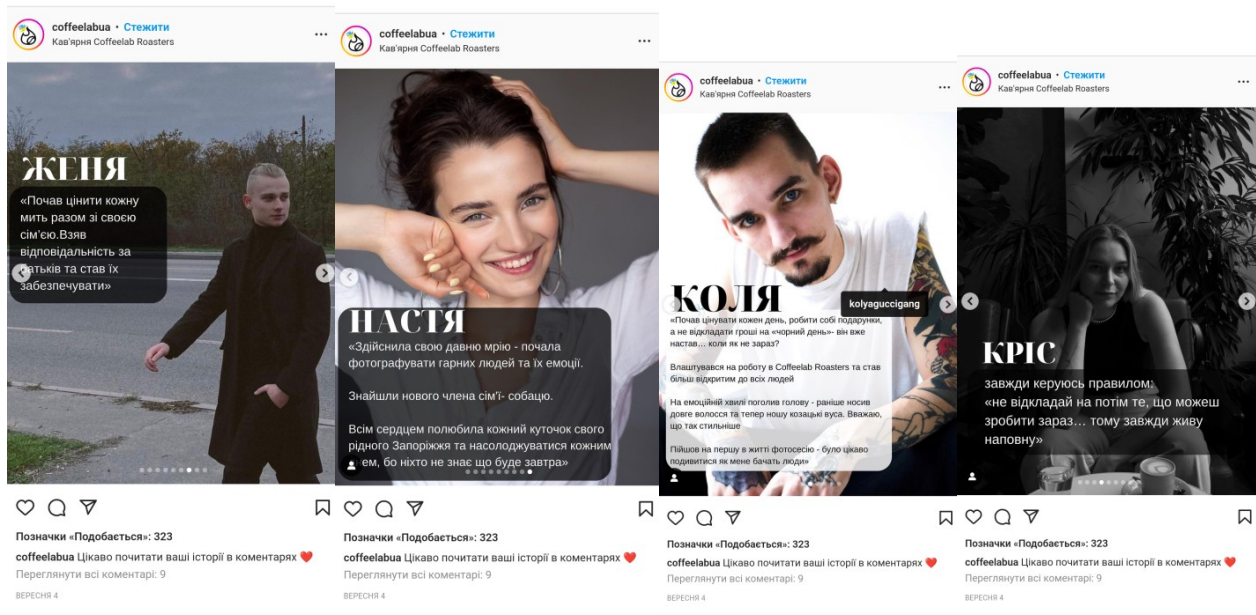 coffeelabua • Стежити
Кав'ярня Coffeelab Roasters
ЖЕНЯ
«Почав цінити кожну
мить разом зі своєю
сім'єю.Взяв
відповідальність за
батьків та став їх
забезпечувати»
Позначки «Подобається»: 323
coffeelabua Цікаво почитати ваші історії в коментарях ❤️
Переглянути всі коментарі: 9
ВЕРЕСНЯ 4
coffeelabua • Стежити
Кав'ярня Coffeelab Roasters
НАСТЯ
«Здійснила свою давню мрію - почала
фотографувати гарних людей та їх емоції.
Знайшли нового члена сім'ї- собацю.
Всім сердцем полюбила кожний куточок свого
рідного Запоріжжя та насолоджуватися кожним
ем, бо ніхто не знає що буде завтра»
Позначки «Подобається»: 323
coffeelabua Цікаво почитати ваші історії в коментарях ❤️
Переглянути всі коментарі: 9
ВЕРЕСНЯ 4
coffeelabua • Стежити
Кав'ярня Coffeelab Roasters
КОЛЯ
kolyaguccigang
«Почав цінувати кожен день, робити собі подарунки,
а не відкладати гроші на «чорний день»- він вже
настав... коли як не зараз?
Влаштувався на роботу в Coffeelab Roasters та став
більш відкритим до всіх людей
На емоційній хвилі поголив голову - раніше носив
довге волосся та тепер ношу козацькі вуса. Вважаю,
що так стильніше
Пійшов на першу в житті фотосесію - було цікаво
подивитися як мене бачать люди»
Позначки «Подобається»: 323
coffeelabua Цікаво почитати ваші історії в коментарях ❤️
Переглянути всі коментарі: 9
ВЕРЕСНЯ 4
coffeelabua • Стежити
Кав'ярня Coffeelab Roasters
КРІС
завжди керуюсь правилом:
«не відкладай на потім те, що можеш
зробити зараз... тому завжди живу
наповну»
Позначки «Подобається»: 323
coffeelabua Цікаво почитати ваші історії в коментарях ❤️
Переглянути всі коментарі: 9
ВЕРЕСНЯ 4